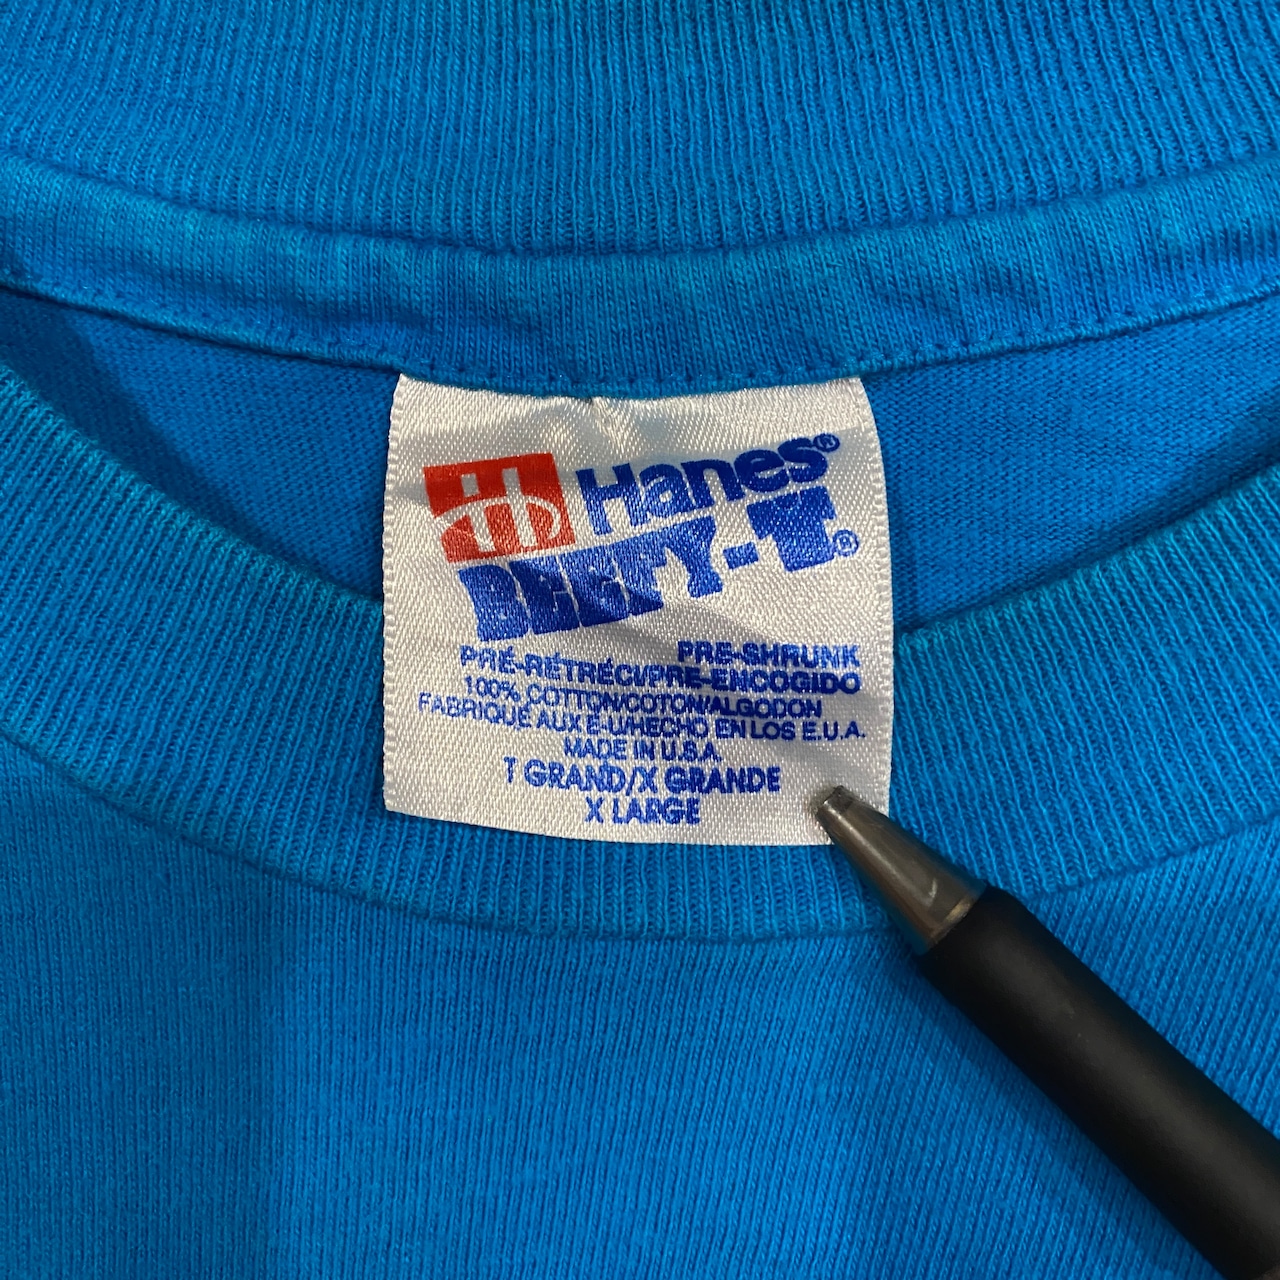 Hanes®
BEEFY-T®
PRE-SHRUNK
PRÉ-RÉTRÉCI/PRE-ENCOGIDO
100% COTTON/COTON/ALGODON
FABRIQUÉ AUX É-U/HECHO EN LOS E.U.A.
MADE IN U.S.A.
T GRAND/X GRANDE
X LARGE